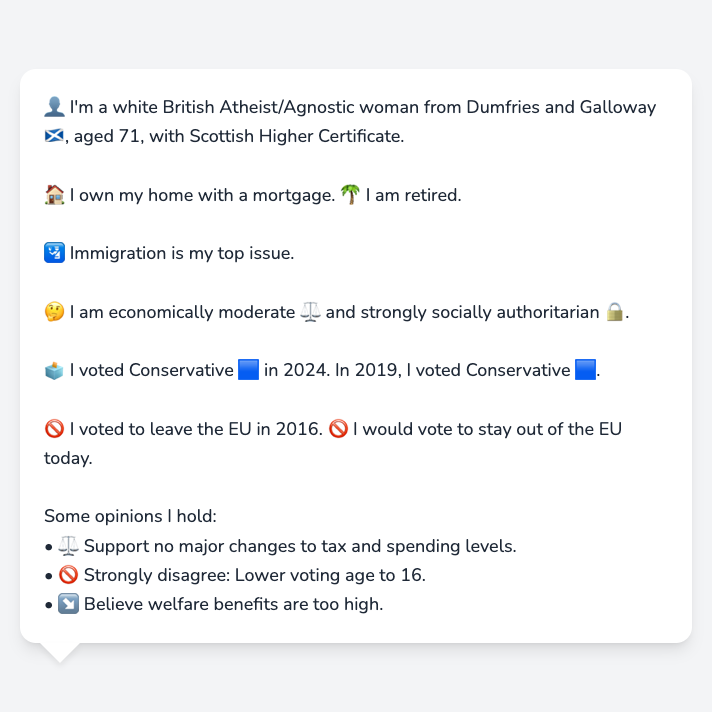 👤 I'm a white British Atheist/Agnostic woman from Dumfries and Galloway
🏴󠁧󠁢󠁳󠁣󠁴󠁿, aged 71, with Scottish Higher Certificate.
🏠 I own my home with a mortgage. 🌴 I am retired.
🛂 Immigration is my top issue.
🤔 I am economically moderate ⚖️ and strongly socially authoritarian 🔒.
🗳️ I voted Conservative 🟦 in 2024. In 2019, I voted Conservative 🟦.
🚫 I voted to leave the EU in 2016. 🚫 I would vote to stay out of the EU
today.
Some opinions I hold:
• ⚖️ Support no major changes to tax and spending levels.
• 🚫 Strongly disagree: Lower voting age to 16.
• ↘️ Believe welfare benefits are too high.